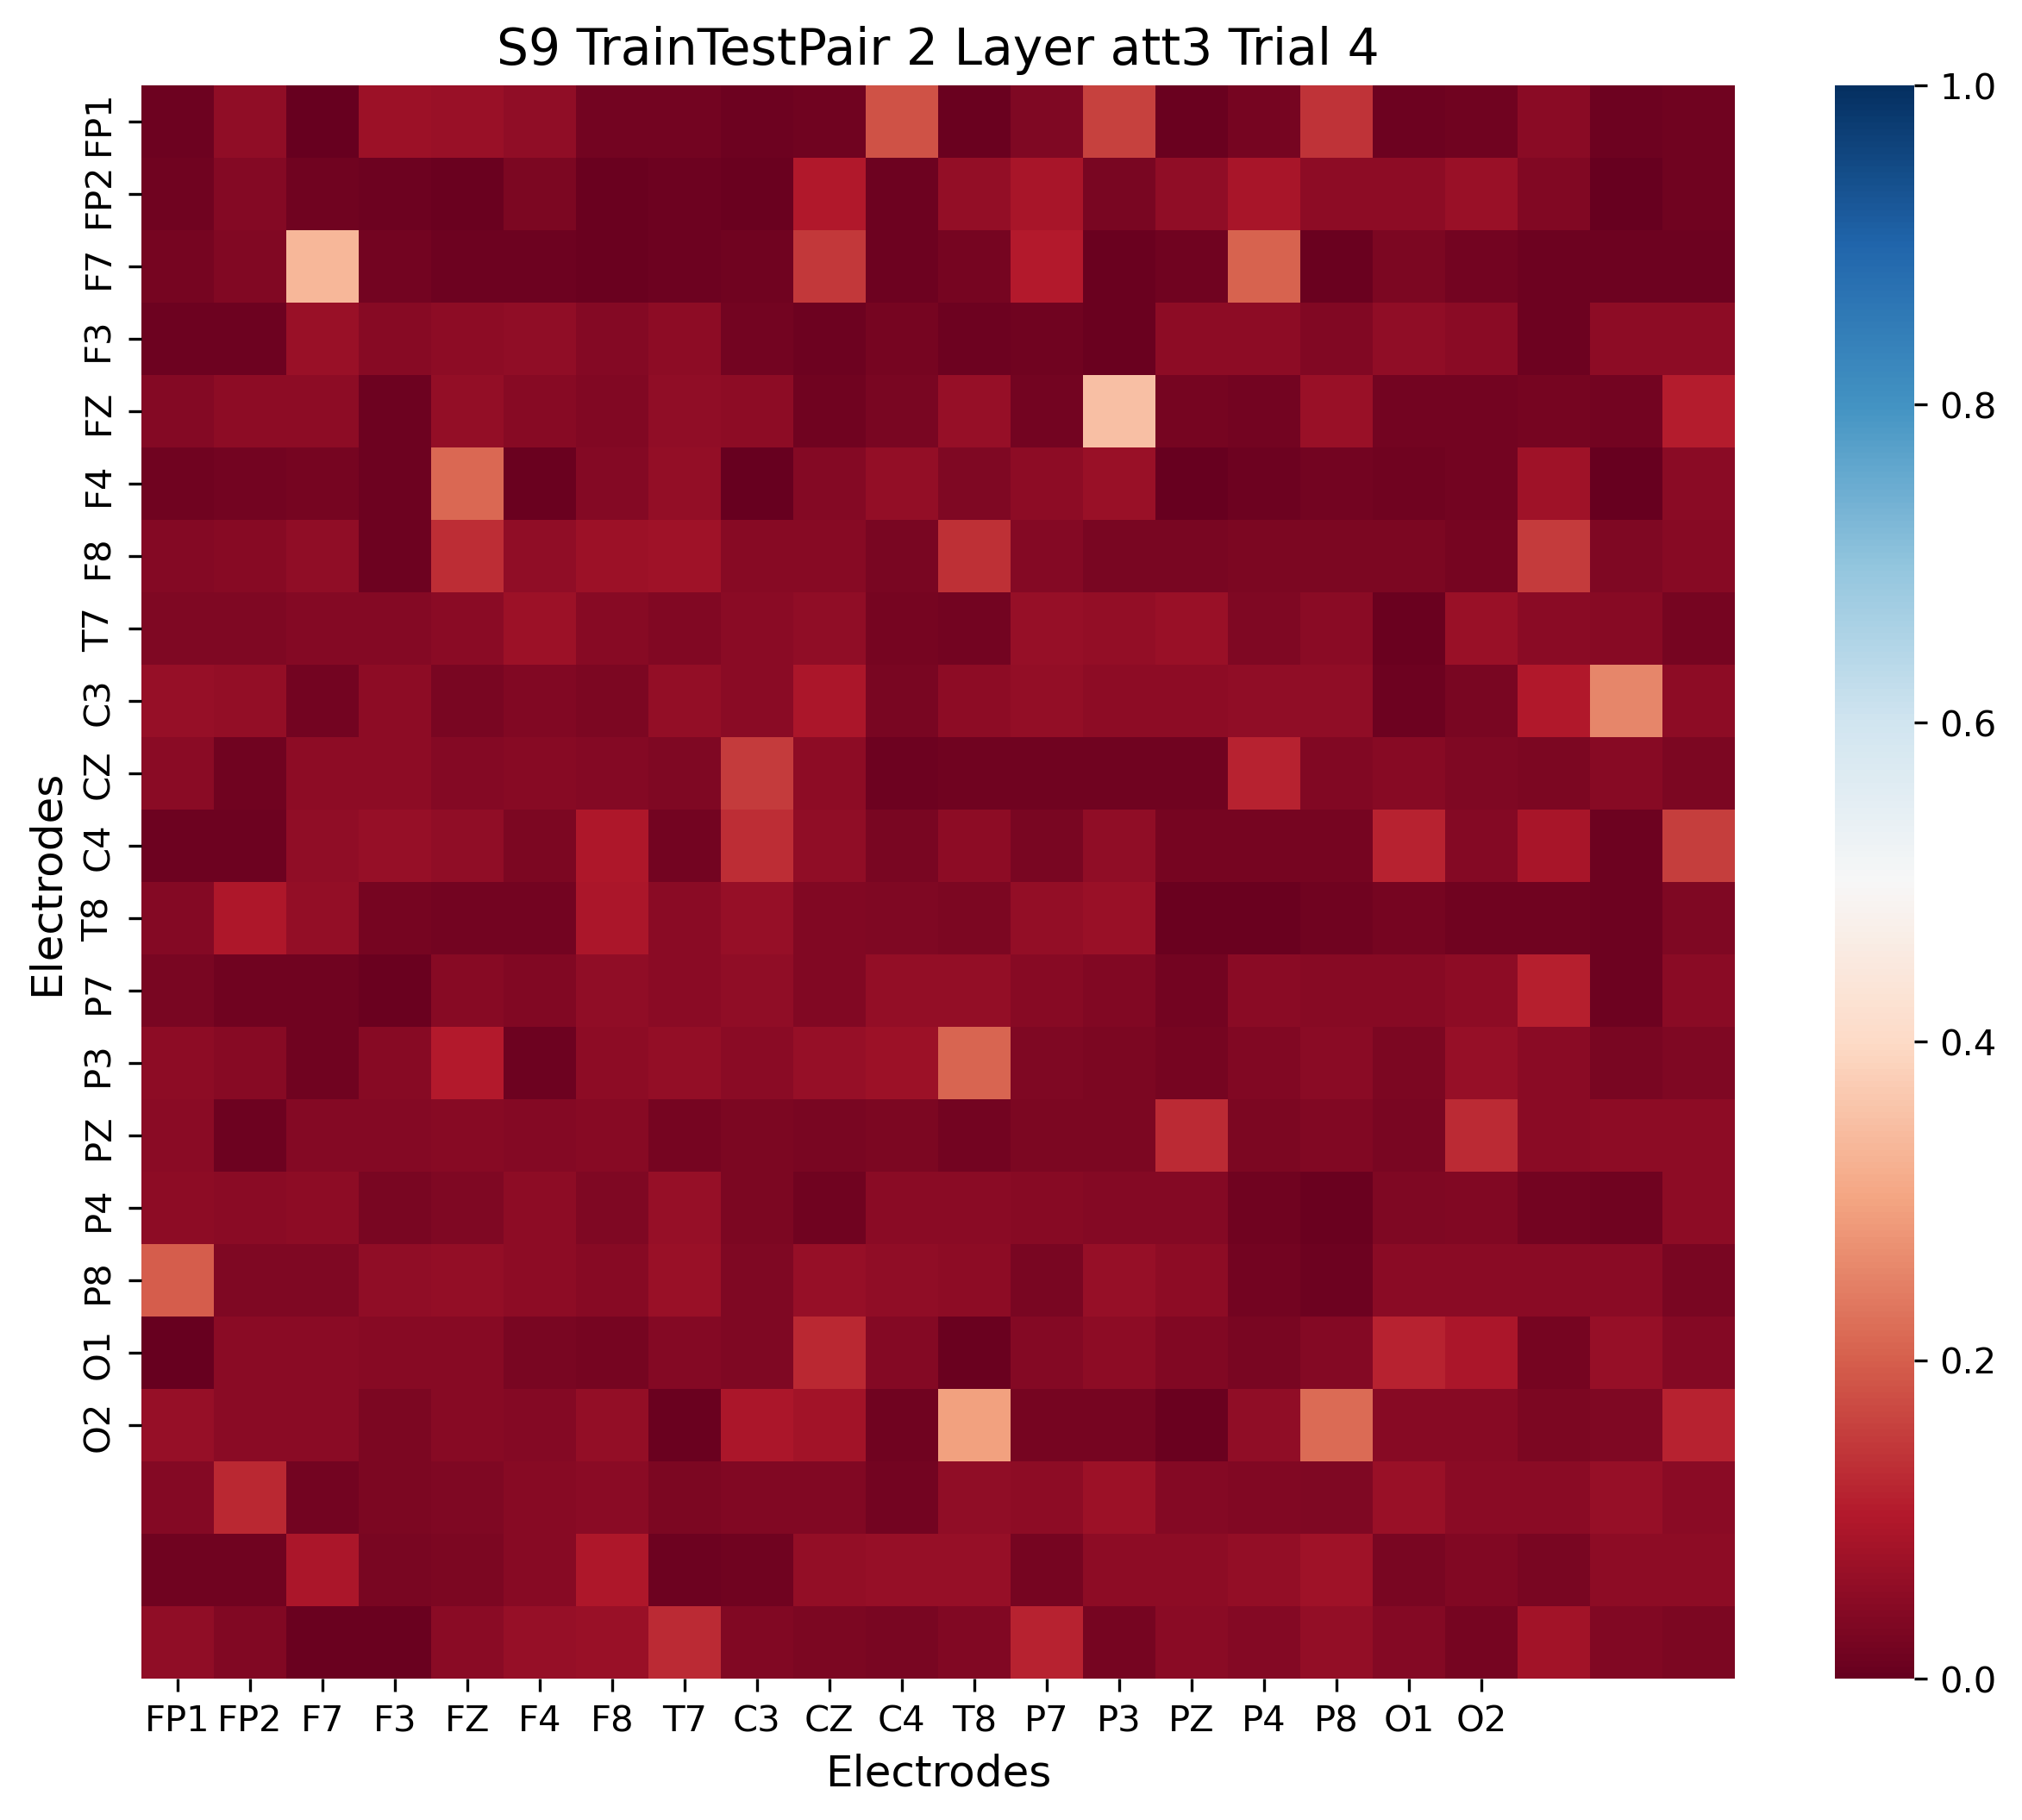 S9 TrainTestPair 2 Layer att3 Trial 4
Electrodes
FP1
FP2
F7
F3
FZ
F4
F8
T7
C3
CZ
C4
T8
P7
P3
PZ
P4
P8
O1
O2
FP1 FP2 F7 F3 FZ F4 F8 T7 C3 CZ C4 T8 P7 P3 PZ P4 P8 O1 O2
Electrodes
1.0
0.8
0.6
0.4
0.2
0.0